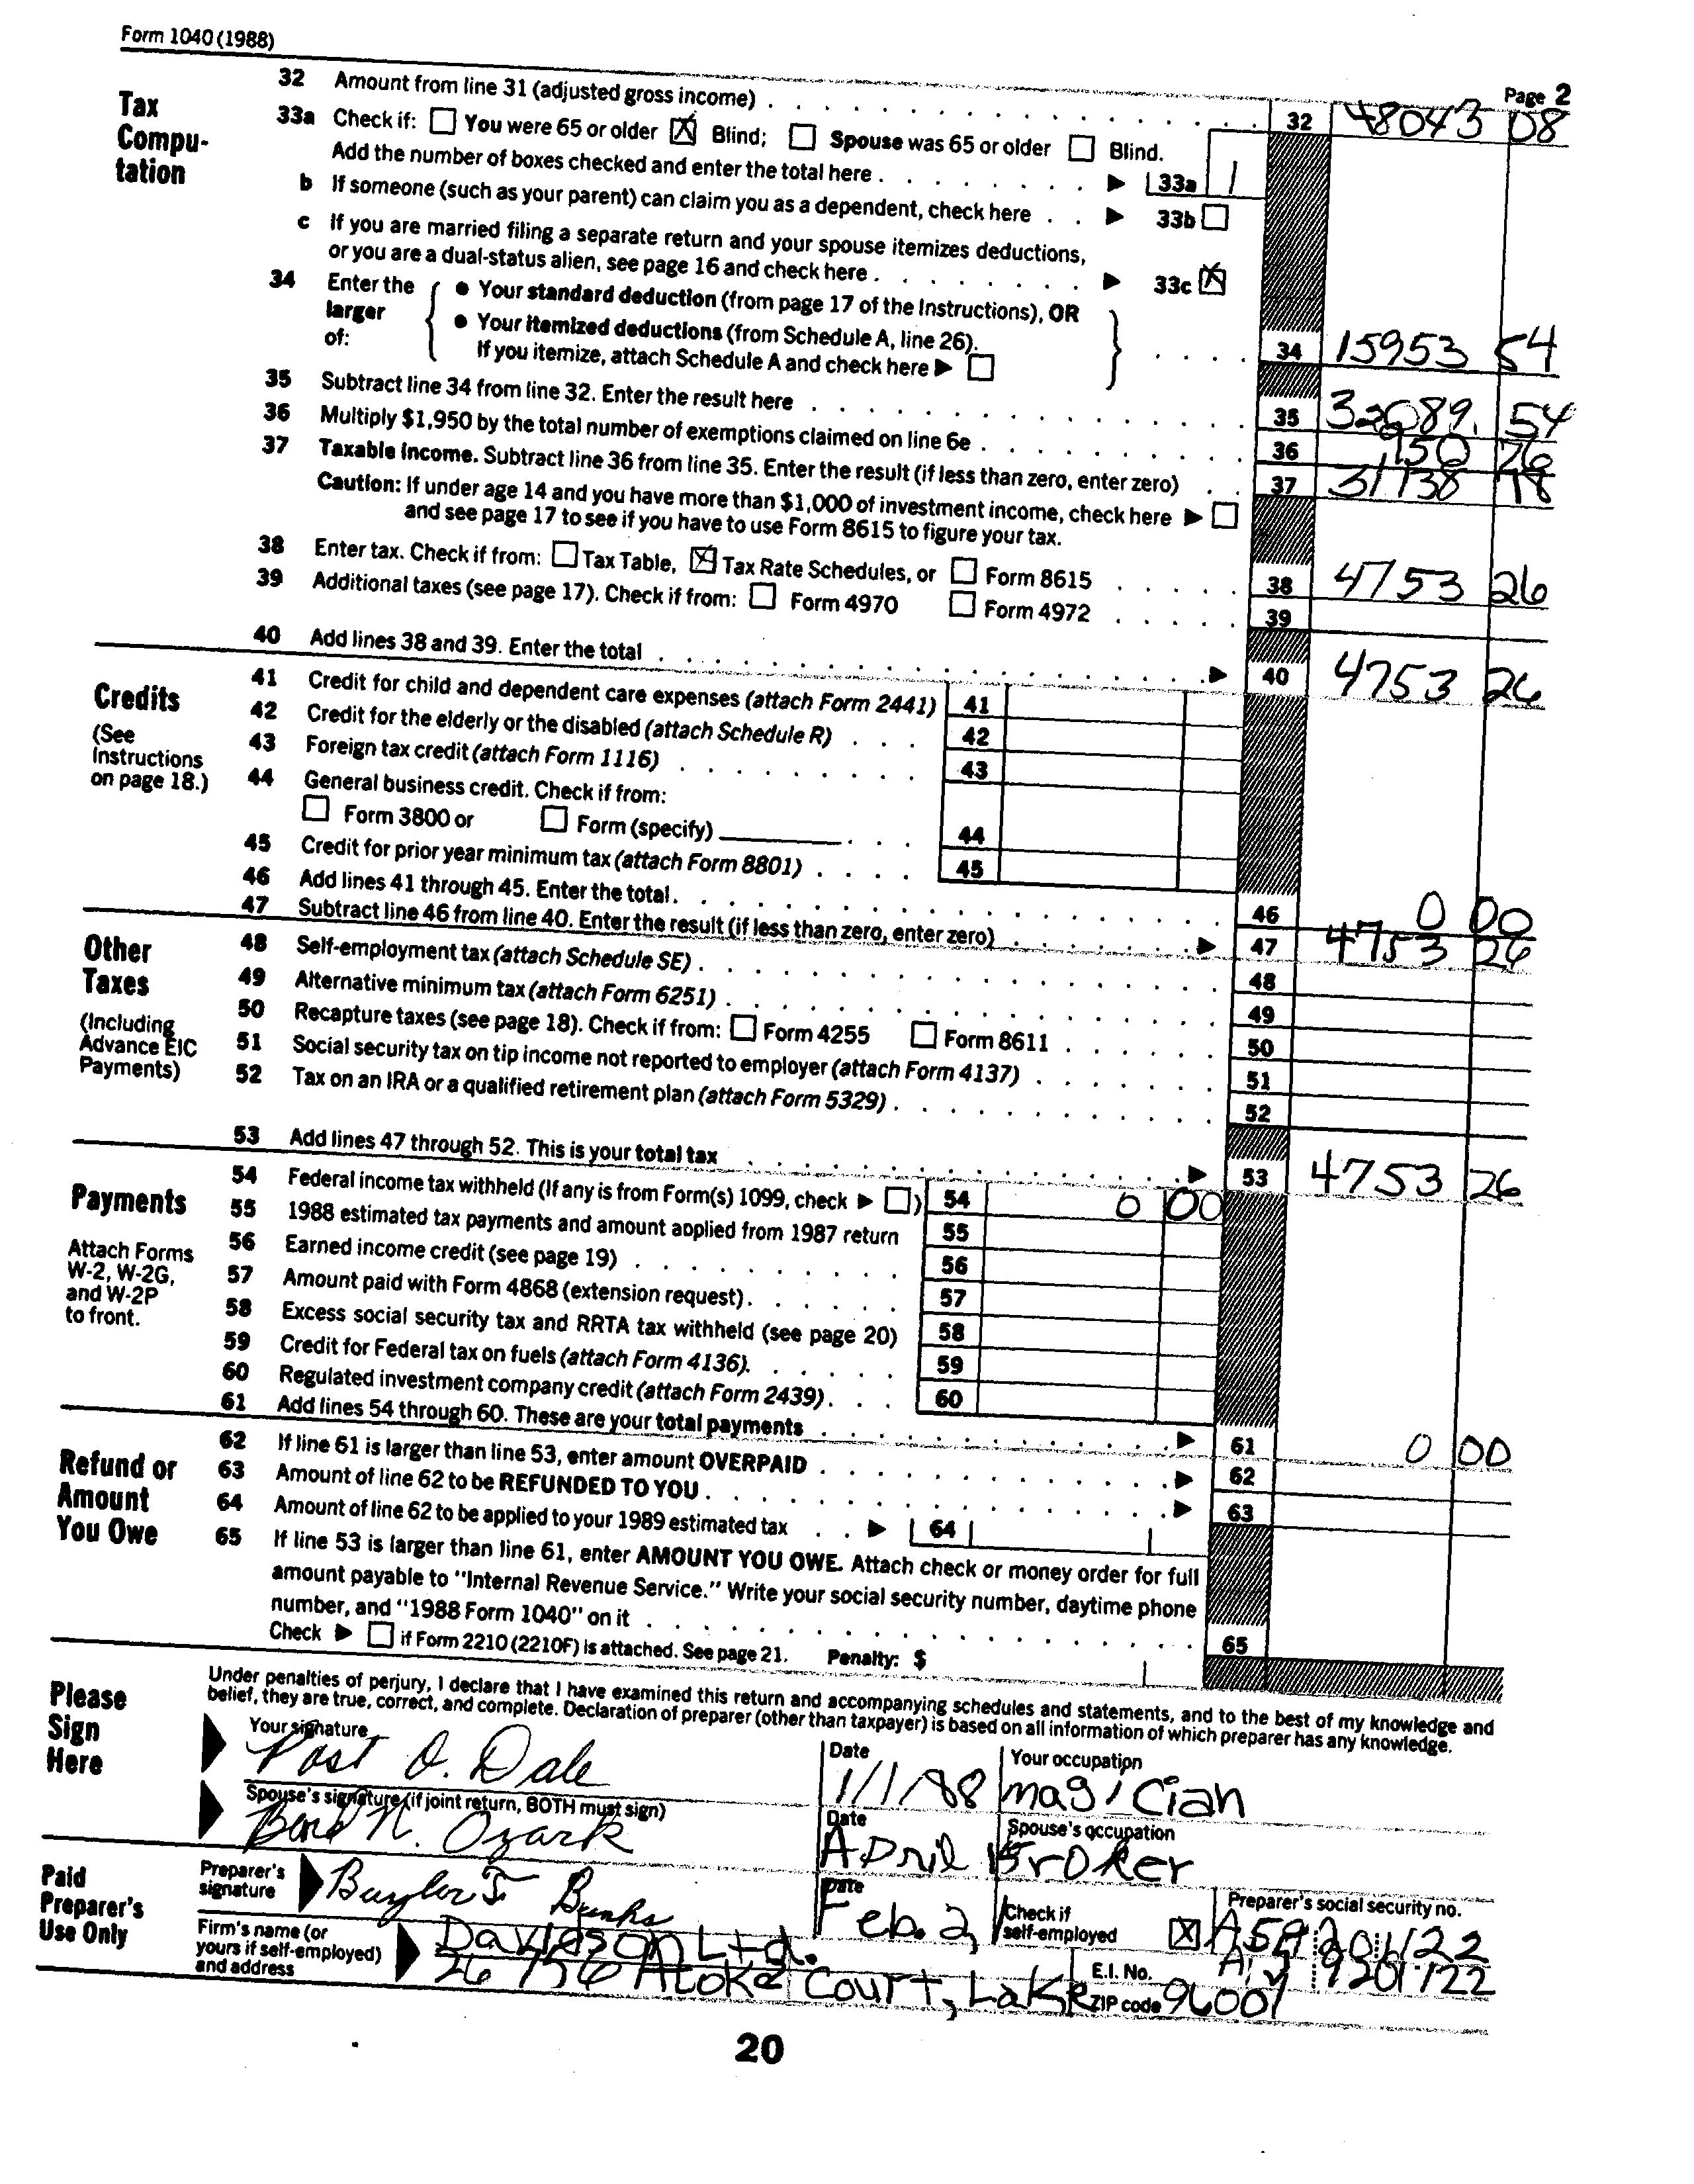 Form 1040 (1988)
Page 2
Tax Compu-tation
32 Amount from line 31 (adjusted gross income) 32 48043 08
33a Check if: You were 65 or older Blind; Spouse was 65 or older Blind.
Add the number of boxes checked and enter the total here 33a 1
b If someone (such as your parent) can claim you as a dependent, check here 33b
c If you are married filing a separate return and your spouse itemizes deductions,
or you are a dual-status alien, see page 16 and check here 33c
34 Enter the larger of:
• Your standard deduction (from page 17 of the Instructions), OR
• Your itemized deductions (from Schedule A, line 26).
If you itemize, attach Schedule A and check here 34 15953 54
35 Subtract line 34 from line 32. Enter the result here 35 32089. 54
36 Multiply $1,950 by the total number of exemptions claimed on line 6e 36 950 76
37 Taxable income. Subtract line 36 from line 35. Enter the result (if less than zero, enter zero) 37 31138 78
Caution: If under age 14 and you have more than $1,000 of investment income, check here
and see page 17 to see if you have to use Form 8615 to figure your tax.
38 Enter tax. Check if from: Tax Table, Tax Rate Schedules, or Form 8615 38 4753 26
39 Additional taxes (see page 17). Check if from: Form 4970 Form 4972 39
40 Add lines 38 and 39. Enter the total 40 4753 26
Credits
(See Instructions on page 18.)
41 Credit for child and dependent care expenses (attach Form 2441) 41
42 Credit for the elderly or the disabled (attach Schedule R) 42
43 Foreign tax credit (attach Form 1116) 43
44 General business credit. Check if from:
Form 3800 or Form (specify) 44
45 Credit for prior year minimum tax (attach Form 8801) 45
46 Add lines 41 through 45. Enter the total. 46 0 00
47 Subtract line 46 from line 40. Enter the result (if less than zero, enter zero) 47 4753 26
Other Taxes
(Including Advance EIC Payments)
48 Self-employment tax (attach Schedule SE) 48
49 Alternative minimum tax (attach Form 6251) 49
50 Recapture taxes (see page 18). Check if from: Form 4255 Form 8611 50
51 Social security tax on tip income not reported to employer (attach Form 4137) 51
52 Tax on an IRA or a qualified retirement plan (attach Form 5329) 52
53 Add lines 47 through 52. This is your total tax 53 4753 26
Payments
Attach Forms W-2, W-2G, and W-2P to front.
54 Federal income tax withheld (If any is from Form(s) 1099, check ) 54 0 00
55 1988 estimated tax payments and amount applied from 1987 return 55
56 Earned income credit (see page 19) 56
57 Amount paid with Form 4868 (extension request) 57
58 Excess social security tax and RRTA tax withheld (see page 20) 58
59 Credit for Federal tax on fuels (attach Form 4136). 59
60 Regulated investment company credit (attach Form 2439) 60
61 Add lines 54 through 60. These are your total payments 61 0 00
Refund or Amount You Owe
62 If line 61 is larger than line 53, enter amount OVERPAID 62
63 Amount of line 62 to be REFUNDED TO YOU 63
64 Amount of line 62 to be applied to your 1989 estimated tax 64
65 If line 53 is larger than line 61, enter AMOUNT YOU OWE. Attach check or money order for full
amount payable to "Internal Revenue Service." Write your social security number, daytime phone
number, and "1988 Form 1040" on it 65
Check if Form 2210 (2210F) is attached. See page 21. Penalty: $
Please Sign Here
Under penalties of perjury, I declare that I have examined this return and accompanying schedules and statements, and to the best of my knowledge and
belief, they are true, correct, and complete. Declaration of preparer (other than taxpayer) is based on all information of which preparer has any knowledge.
Your signature Post O. Dale Date 1/1/88 Your occupation magician
Spouse's signature (if joint return, BOTH must sign) N. Ozark Date April 1 Spouse's occupation Broker
Paid Preparer's Use Only
Preparer's signature Date Feb. 2, Check if self-employed Preparer's social security no.
Firm's name (or yours if self-employed) and address Davidson Ltd. E.I. No.
Court, Lake ZIP code 96001
20